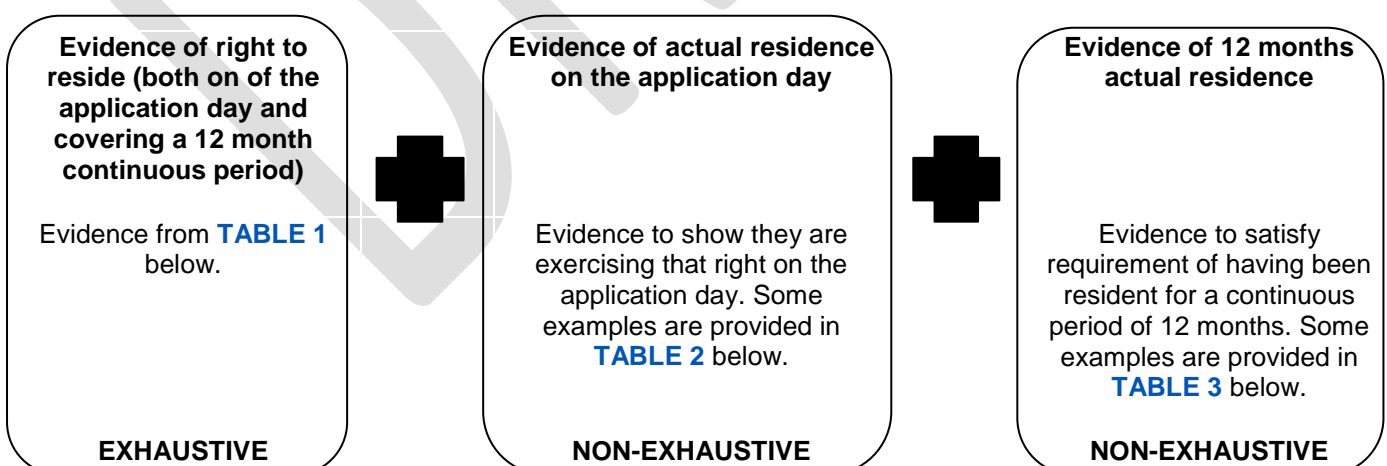 Evidence of right to
reside (both on of the
application day and
covering a 12 month
continuous period)
Evidence from TABLE 1
below.
EXHAUSTIVE
Evidence of actual residence
on the application day
Evidence to show they are
exercising that right on the
application day. Some
examples are provided in
TABLE 2 below.
NON-EXHAUSTIVE
Evidence of 12 months
actual residence
Evidence to satisfy
requirement of having been
resident for a continuous
period of 12 months. Some
examples are provided in
TABLE 3 below.
NON-EXHAUSTIVE